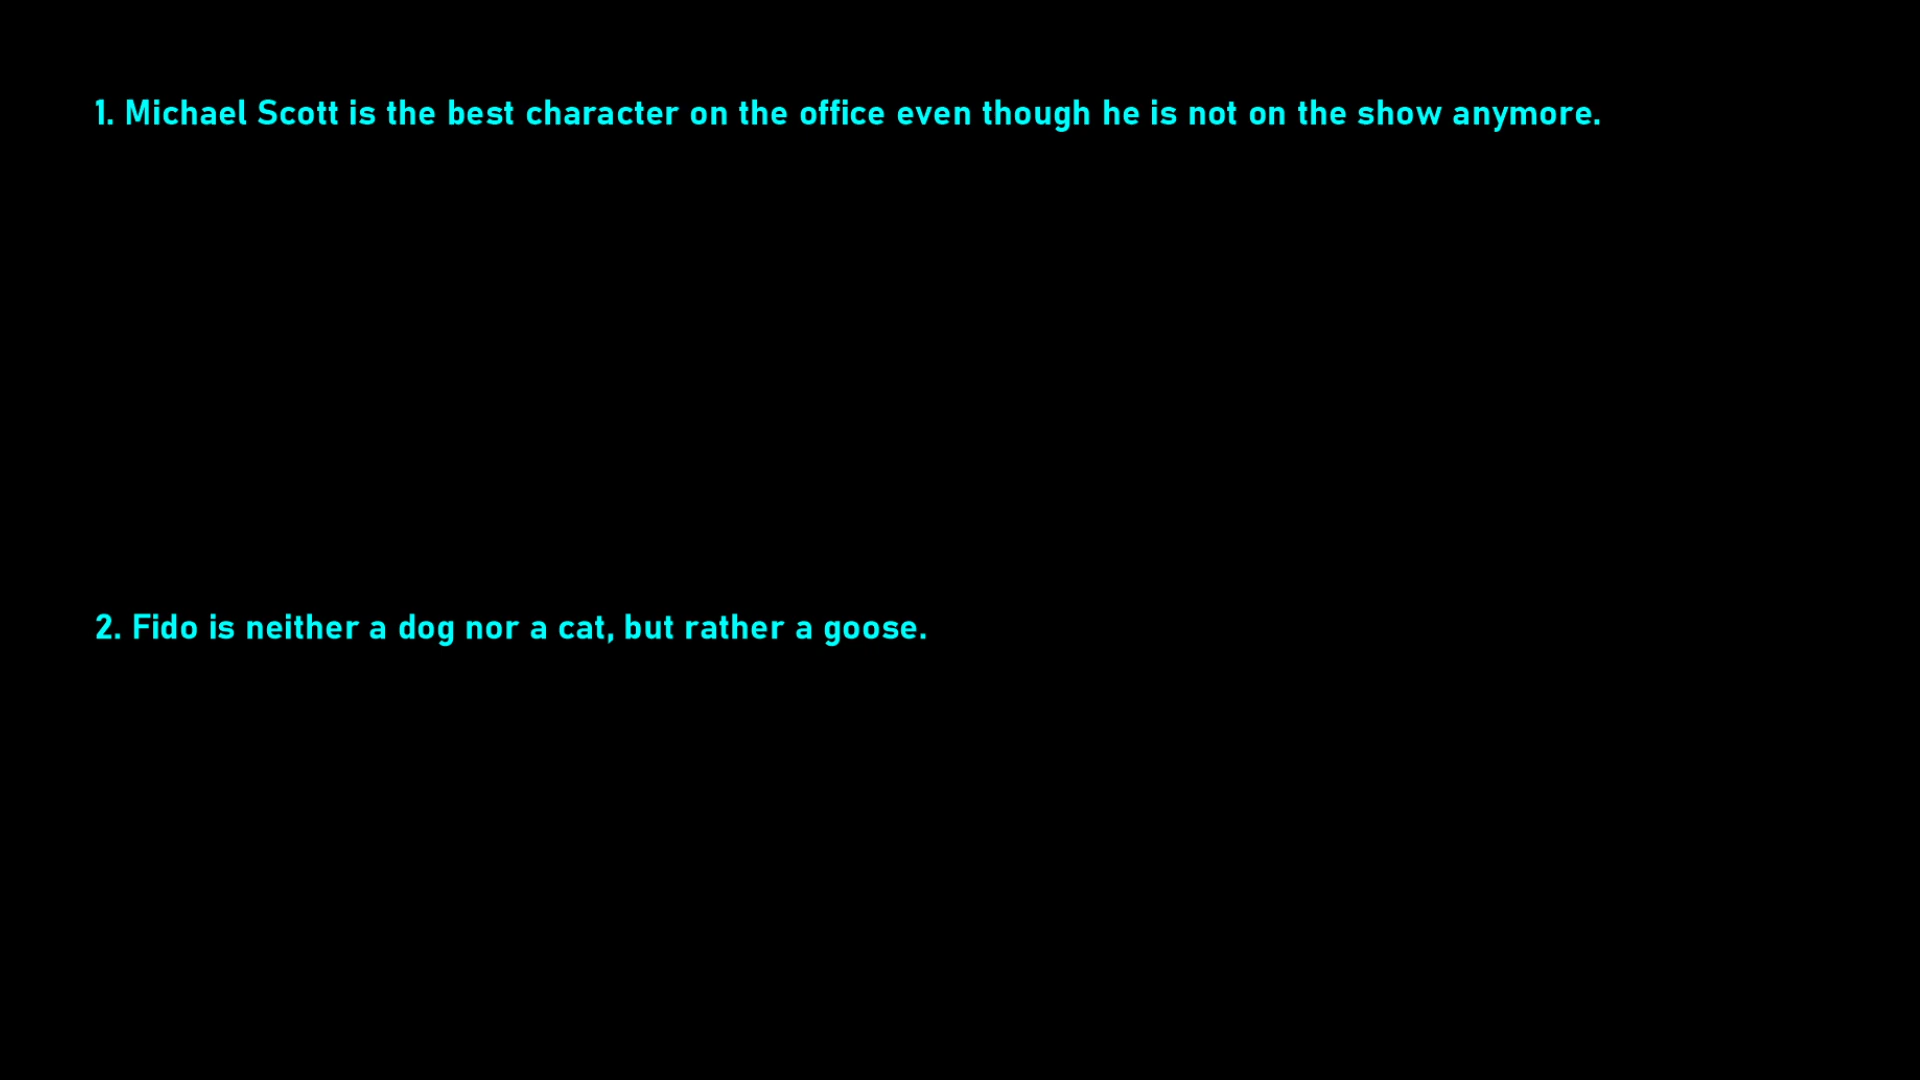 1. Michael Scott is the best character on the office even though he is not on the show anymore.
2. Fido is neither a dog nor a cat, but rather a goose.